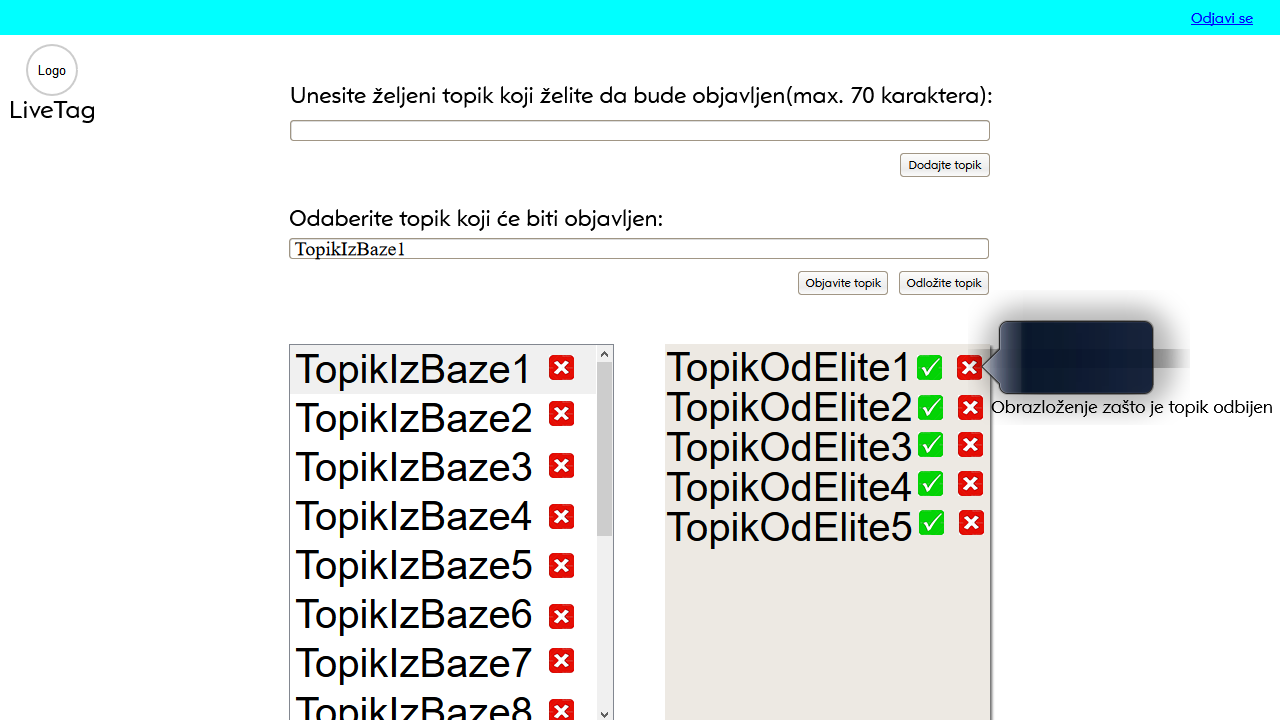 Odjavi se
Logo
LiveTag
Unesite željeni topik koji želite da bude objavljen(max. 70 karaktera):
Dodajte topik
Odaberite topik koji će biti objavljen:
TopikIzBaze1
Objavite topik
Odložite topik
TopikIzBaze1
TopikIzBaze2
TopikIzBaze3
TopikIzBaze4
TopikIzBaze5
TopikIzBaze6
TopikIzBaze7
TopikIzBaze8
TopikOdElite1
TopikOdElite2
TopikOdElite3
TopikOdElite4
TopikOdElite5
Obrazloženje zašto je topik odbijen